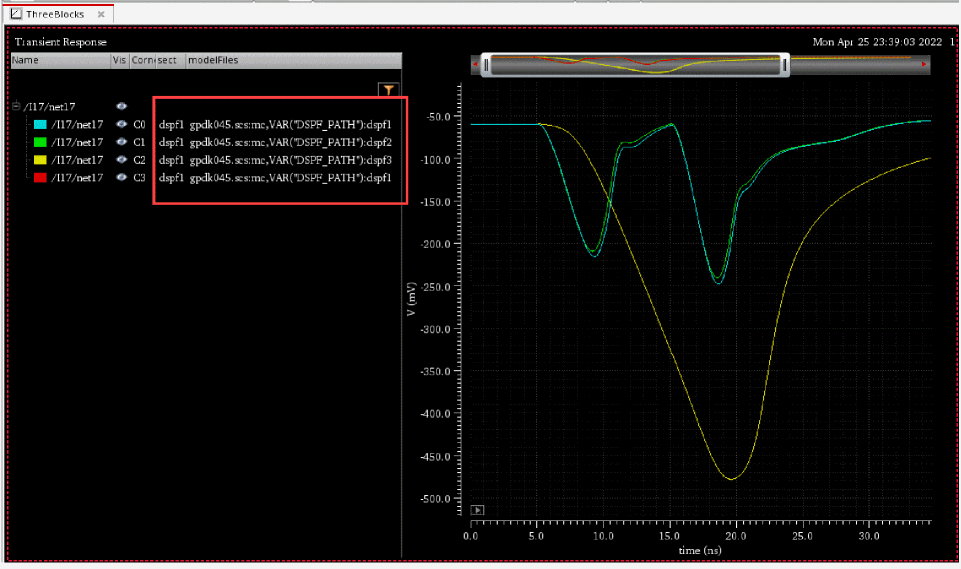 ThreeBlocks
Transient Response
Mon Apr 25 23:39:03 2022 1
Name Vis Corn sect modelFiles
/I17/net17
/I17/net17 C0 dspf1 gpdk045.scs:mc,VAR("DSPF_PATH"):dspf1
/I17/net17 C1 dspf1 gpdk045.scs:mc,VAR("DSPF_PATH"):dspf2
/I17/net17 C2 dspf1 gpdk045.scs:mc,VAR("DSPF_PATH"):dspf3
/I17/net17 C3 dspf1 gpdk045.scs:mc,VAR("DSPF_PATH"):dspf1
-50.0
-100.0
-150.0
-200.0
-250.0
-300.0
-350.0
-400.0
-450.0
-500.0
V (mV)
0.0 5.0 10.0 15.0 20.0 25.0 30.0
time (ns)